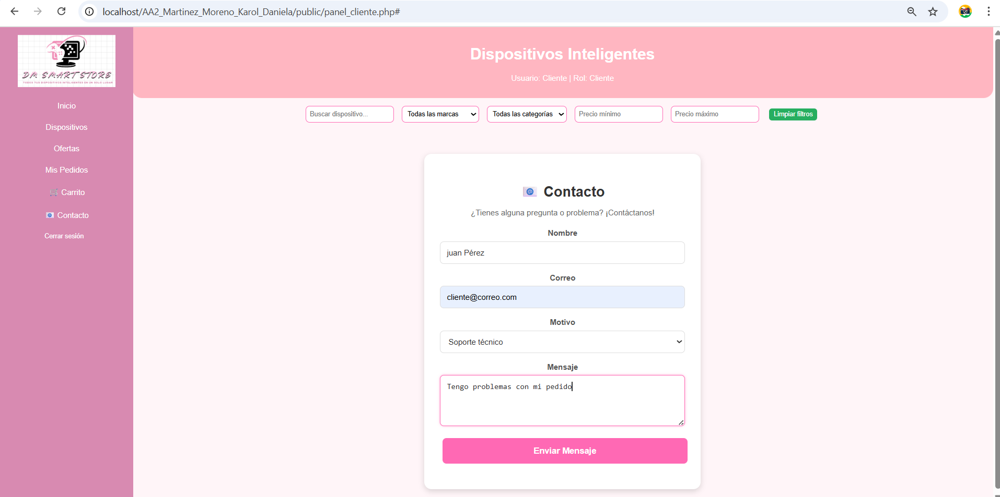 localhost/AA2_Martinez_Moreno_Karol_Daniela/public/panel_cliente.php#
DM SMART STORE
TODOS TUS DISPOSITIVOS INTELIGENTES EN UN SOLO LUGAR
Inicio
Dispositivos
Ofertas
Mis Pedidos
Carrito
Contacto
Cerrar sesión
Dispositivos Inteligentes
Usuario: Cliente | Rol: Cliente
Buscar dispositivo... Todas las marcas Todas las categorías Precio mínimo Precio máximo Limpiar filtros
Contacto
¿Tienes alguna pregunta o problema? ¡Contáctanos!
Nombre
juan Pérez
Correo
cliente@correo.com
Motivo
Soporte técnico
Mensaje
Tengo problemas con mi pedido
Enviar Mensaje